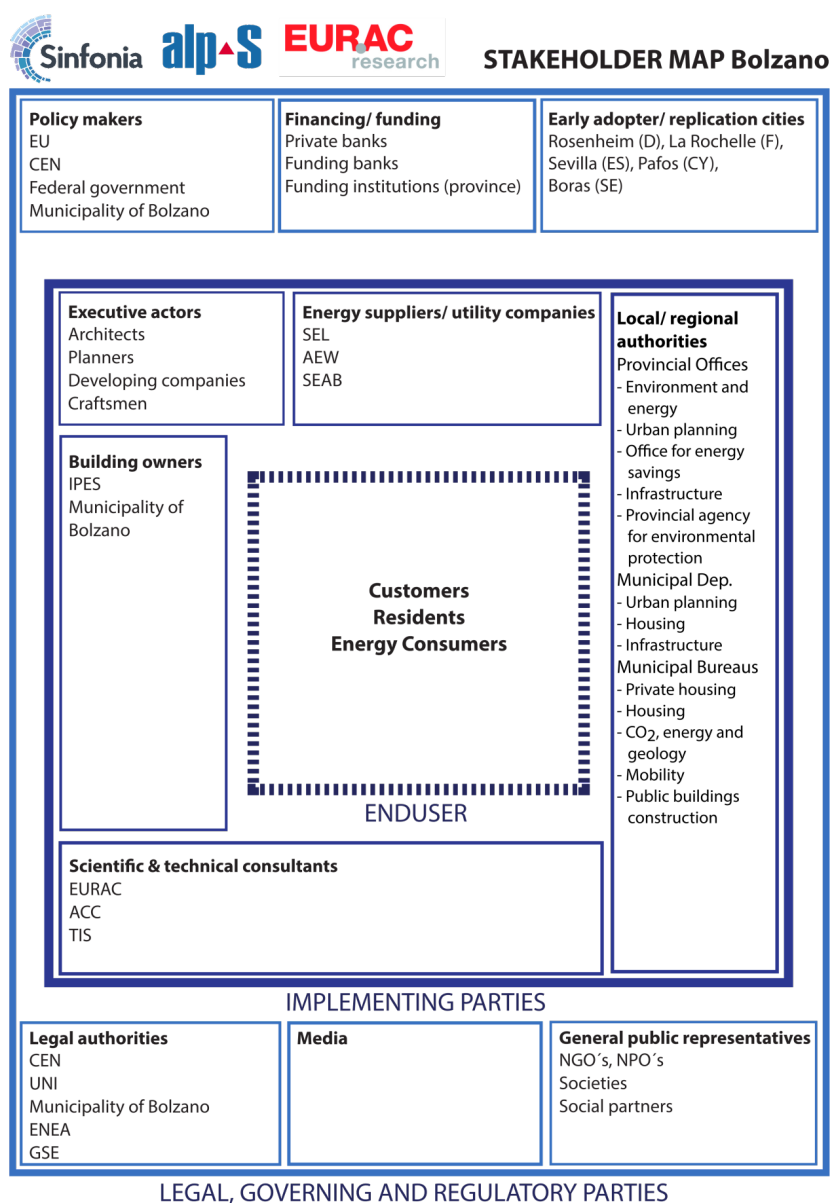 Sinfonia
alp S
EURAC
research
STAKEHOLDER MAP Bolzano
Policy makers
EU
CEN
Federal government
Municipality of Bolzano
Financing/ funding
Private banks
Funding banks
Funding institutions (province)
Early adopter/ replication cities
Rosenheim (D), La Rochelle (F),
Sevilla (ES), Pafos (CY),
Boras (SE)
Executive actors
Architects
Planners
Developing companies
Craftsmen
Energy suppliers/ utility companies
SEL
AEW
SEAB
Local/ regional
authorities
Provincial Offices
- Environment and
energy
- Urban planning
- Office for energy
savings
- Infrastructure
- Provincial agency
for environmental
protection
Municipal Dep.
- Urban planning
- Housing
- Infrastructure
Municipal Bureaus
- Private housing
- Housing
- CO2, energy and
geology
- Mobility
- Public buildings
construction
Building owners
IPES
Municipality of
Bolzano
Customers
Residents
Energy Consumers
ENDUSER
Scientific & technical consultants
EURAC
ACC
TIS
IMPLEMENTING PARTIES
Legal authorities
CEN
UNI
Municipality of Bolzano
ENEA
GSE
Media
General public representatives
NGO´s, NPO´s
Societies
Social partners
LEGAL, GOVERNING AND REGULATORY PARTIES